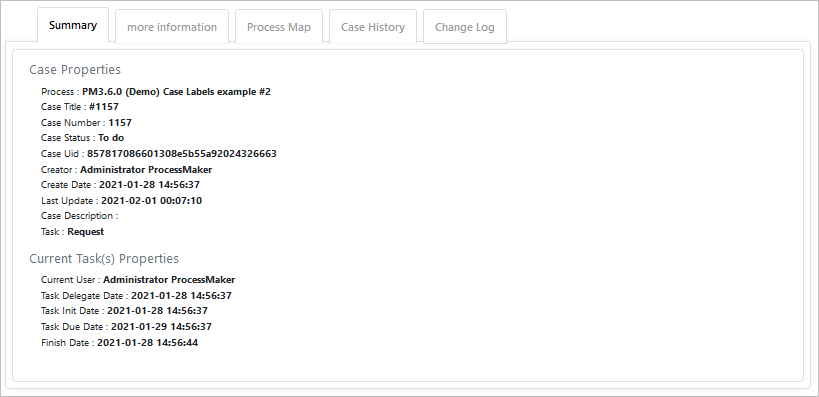 Summary
more information
Process Map
Case History
Change Log
Case Properties
Process : PM3.6.0 (Demo) Case Labels example #2
Case Title : #1157
Case Number : 1157
Case Status : To do
Case Uid : 857817086601308e5b55a92024326663
Creator : Administrator ProcessMaker
Create Date : 2021-01-28 14:56:37
Last Update : 2021-02-01 00:07:10
Case Description :
Task : Request
Current Task(s) Properties
Current User : Administrator ProcessMaker
Task Delegate Date : 2021-01-28 14:56:37
Task Init Date : 2021-01-28 14:56:37
Task Due Date : 2021-01-29 14:56:37
Finish Date : 2021-01-28 14:56:44